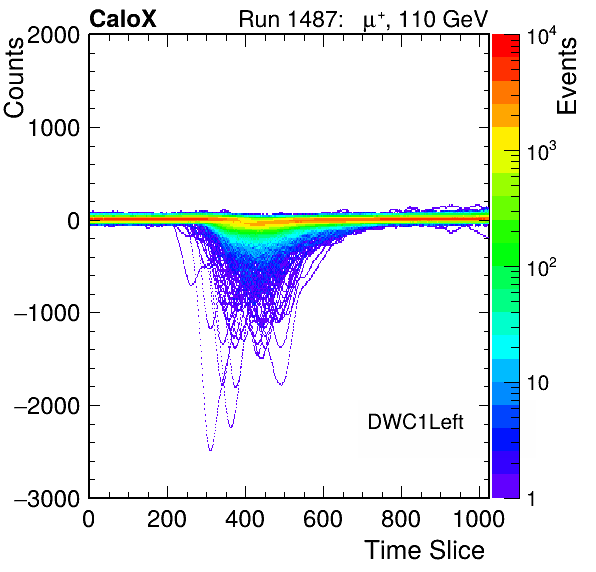 CaloX Run 1487: μ⁺, 110 GeV
Counts
Events
2000
1000
0
−1000
−2000
−3000
0 200 400 600 800 1000
Time Slice
DWC1Left
10⁴
10³
10²
10
1